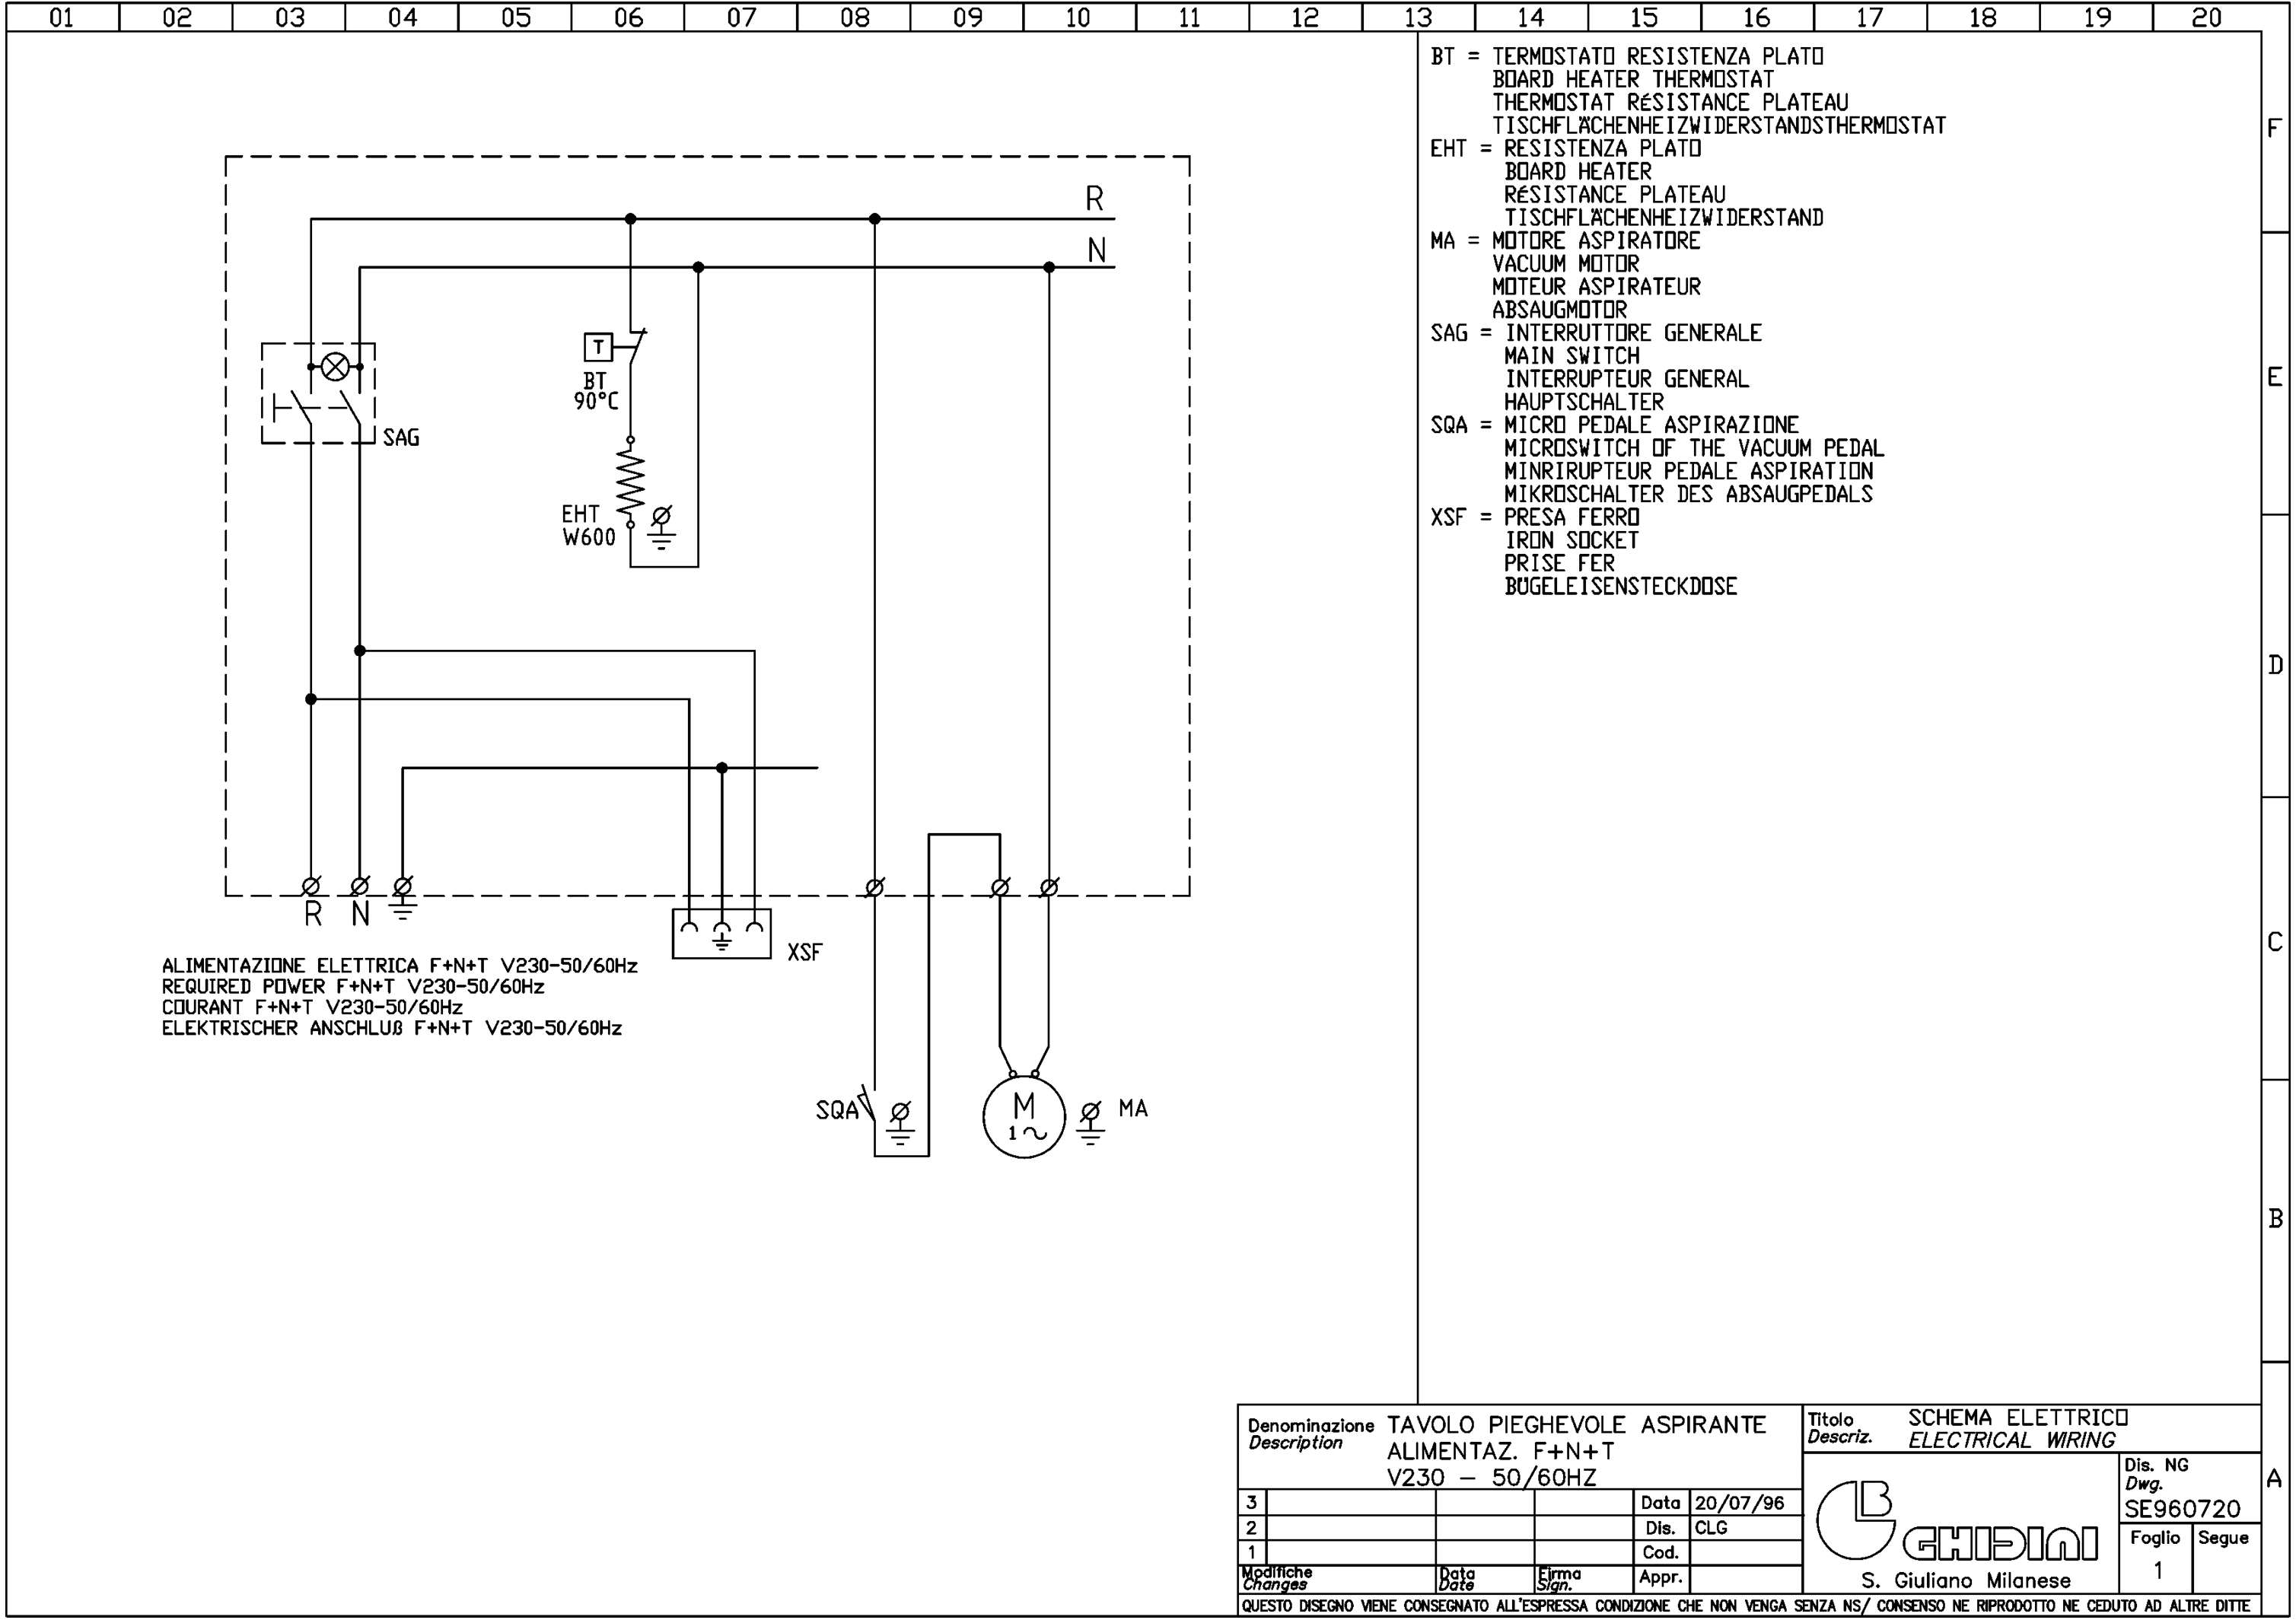 01 02 03 04 05 06 07 08 09 10 11 12 13 14 15 16 17 18 19 20
BT = TERMOSTATO RESISTENZA PLATO
BOARD HEATER THERMOSTAT
THERMOSTAT RÉSISTANCE PLATEAU
TISCHFLÄCHENHEIZWIDERSTANDSTHERMOSTAT
EHT = RESISTENZA PLATO
BOARD HEATER
RÉSISTANCE PLATEAU
TISCHFLÄCHENHEIZWIDERSTAND
MA = MOTORE ASPIRATORE
VACUUM MOTOR
MOTEUR ASPIRATEUR
ABSAUGMOTOR
SAG = INTERRUTTORE GENERALE
MAIN SWITCH
INTERRUPTEUR GENERAL
HAUPTSCHALTER
SQA = MICRO PEDALE ASPIRAZIONE
MICROSWITCH OF THE VACUUM PEDAL
MINRIRUPTEUR PEDALE ASPIRATION
MIKROSCHALTER DES ABSAUGPEDALS
XSF = PRESA FERRO
IRON SOCKET
PRISE FER
BÜGELEISENSTECKDOSE
F
E
D
C
B
A
R
N
T
BT
90°C
SAG
EHT
W600
R N
XSF
ALIMENTAZIONE ELETTRICA F+N+T V230-50/60Hz
REQUIRED POWER F+N+T V230-50/60Hz
COURANT F+N+T V230-50/60Hz
ELEKTRISCHER ANSCHLUß F+N+T V230-50/60Hz
SQA
M
1~
MA
Denominazione TAVOLO PIEGHEVOLE ASPIRANTE
Description
ALIMENTAZ. F+N+T
V230 - 50/60HZ
Titolo SCHEMA ELETTRICO
Descriz. ELECTRICAL WIRING
3 Data 20/07/96
2 Dis. CLG
1 Cod.
Modifiche Data Firma Appr.
Changes Date Sign.
B
GHIDINI
S. Giuliano Milanese
Dis. NG
Dwg.
SE960720
Foglio Segue
1
QUESTO DISEGNO VIENE CONSEGNATO ALL'ESPRESSA CONDIZIONE CHE NON VENGA SENZA NS/ CONSENSO NE RIPRODOTTO NE CEDUTO AD ALTRE DITTE